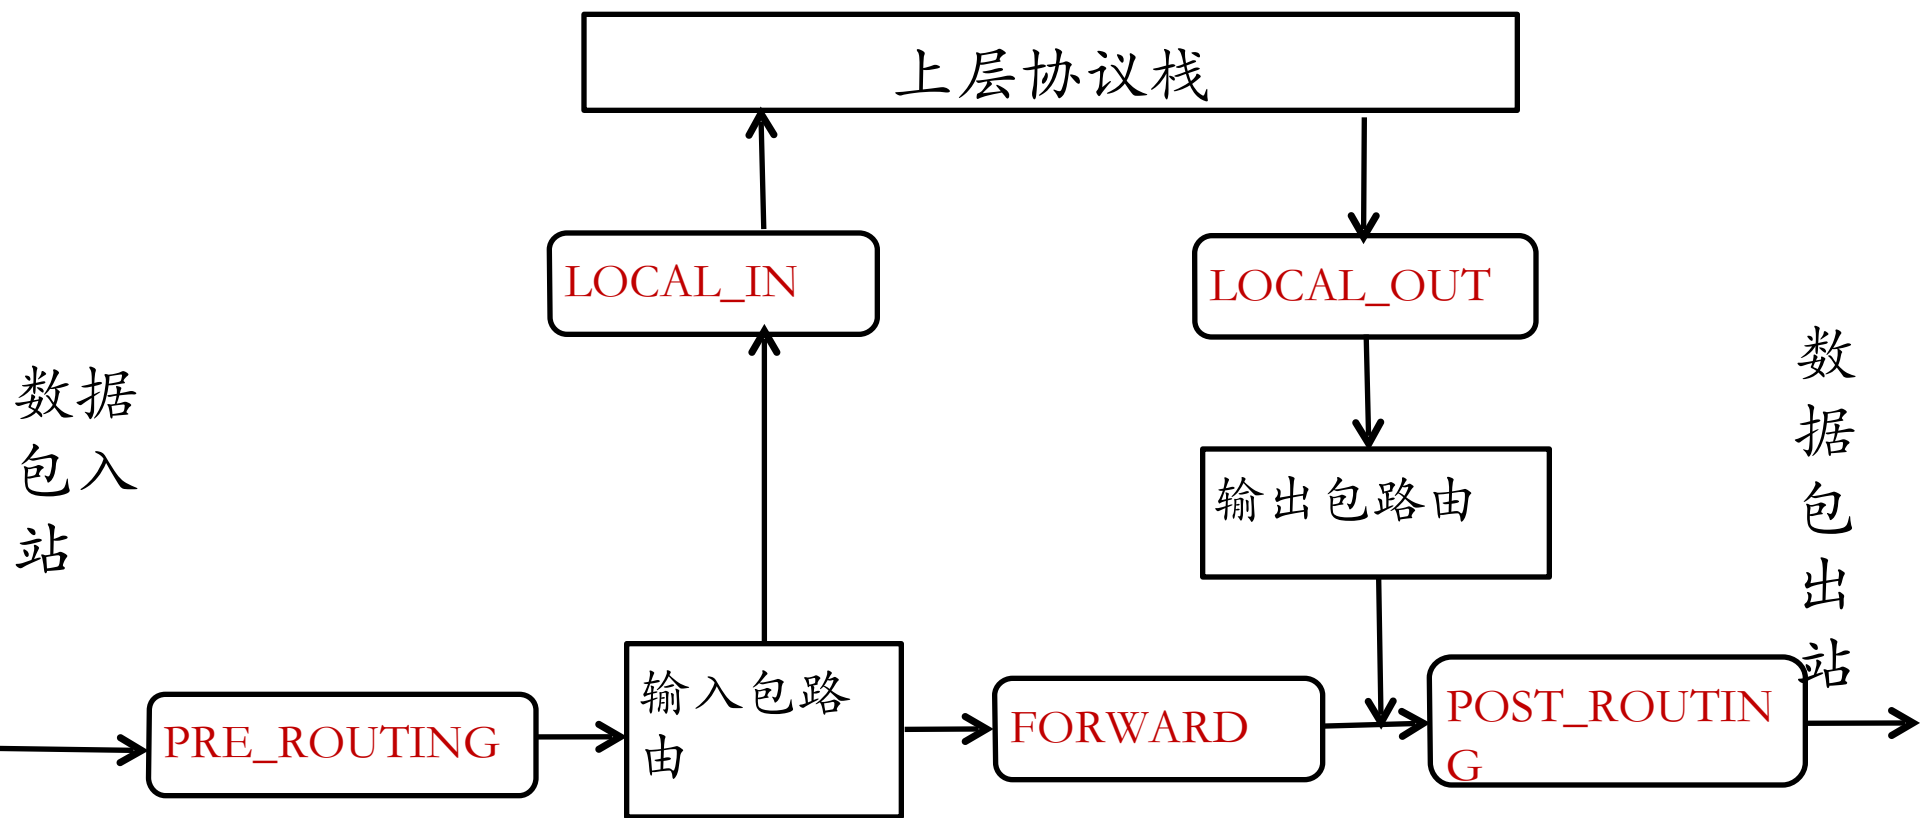 上层协议栈
LOCAL_IN
LOCAL_OUT
数据
包入
站
数
据
包
出
站
输出包路由
PRE_ROUTING
输入包路
由
FORWARD
POST_ROUTIN
G